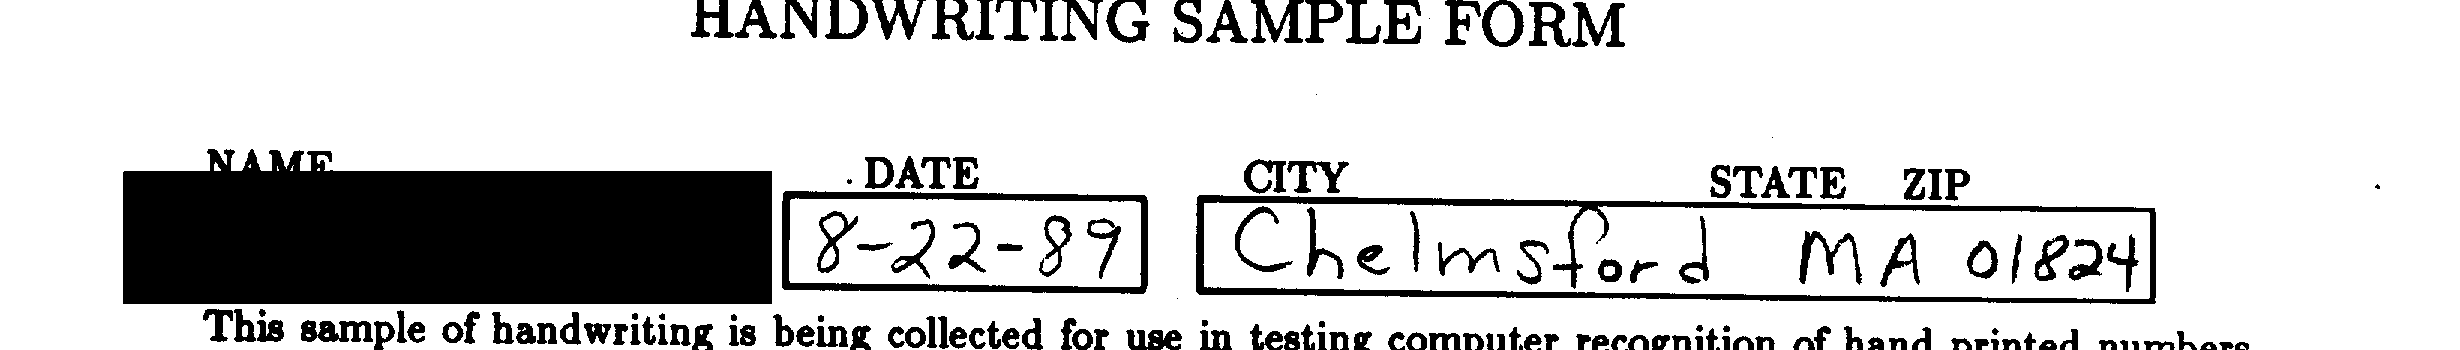 HANDWRITING SAMPLE FORM
NAME DATE CITY STATE ZIP
8-22-89 Chelmsford MA 01824
This sample of handwriting is being collected for use in testing computer recognition of hand printed numbers